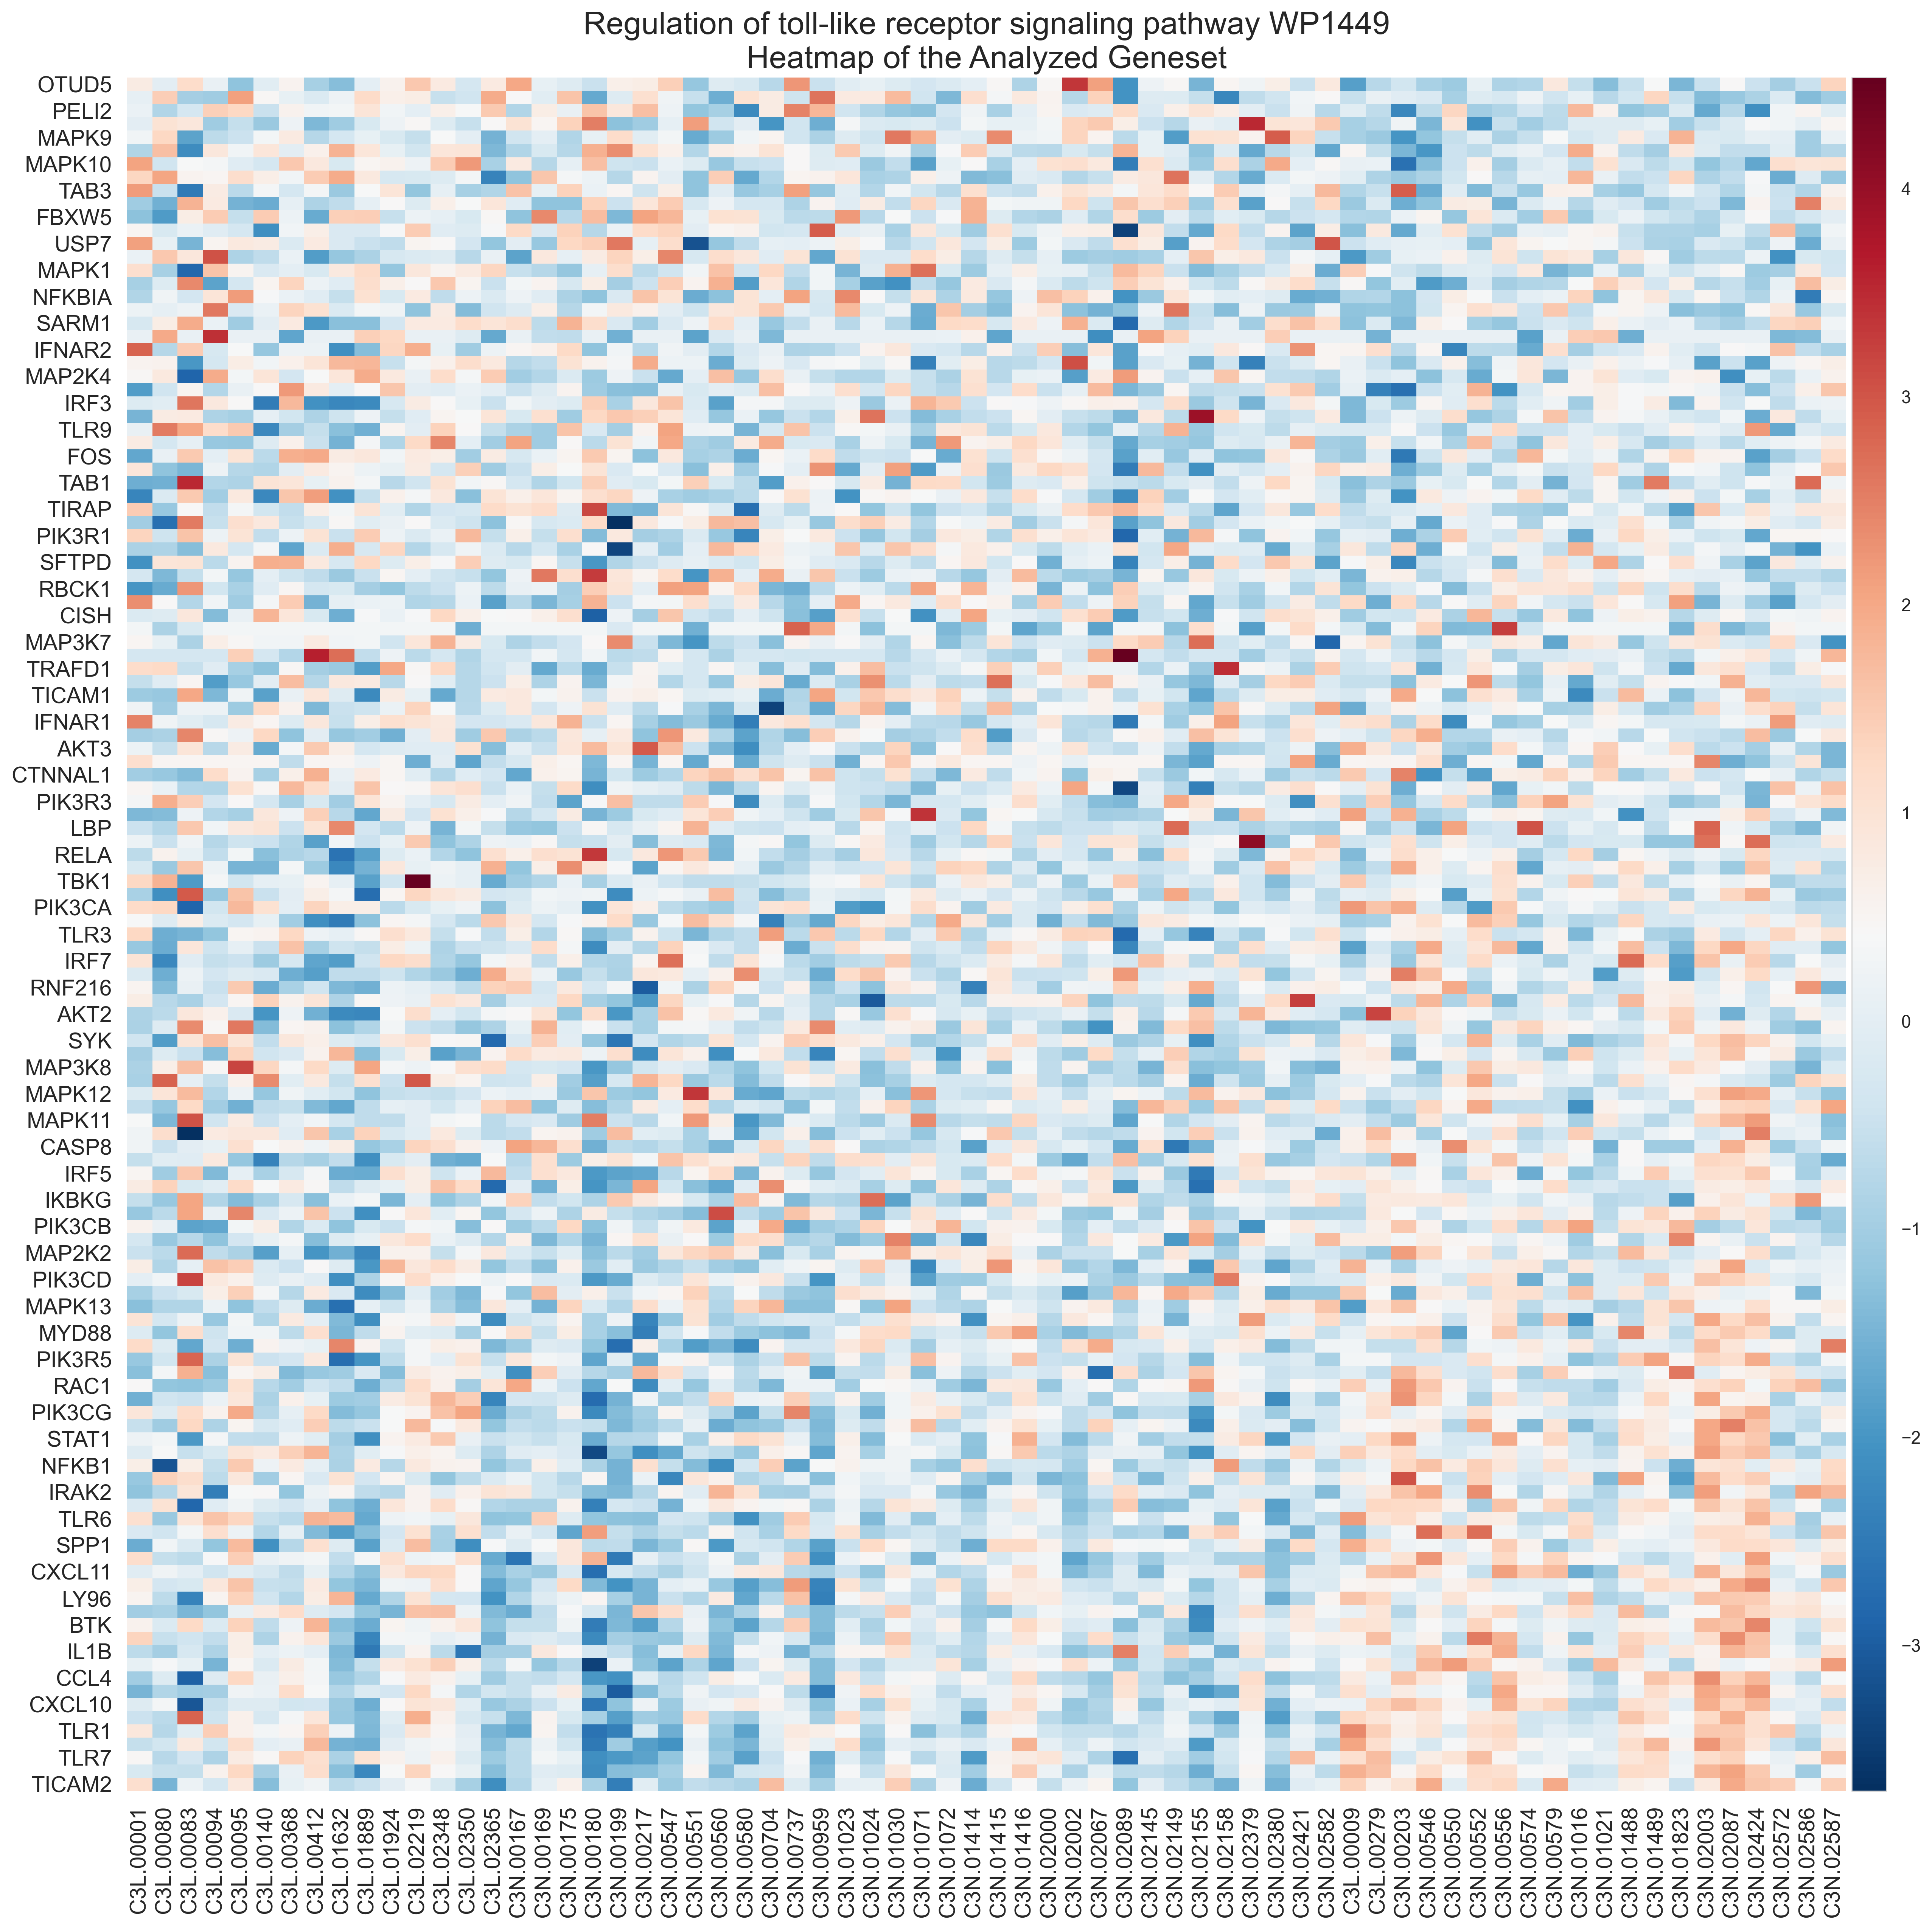 Regulation of toll-like receptor signaling pathway WP1449
Heatmap of the Analyzed Geneset
OTUD5
PELI2
MAPK9
MAPK10
TAB3
FBXW5
USP7
MAPK1
NFKBIA
SARM1
IFNAR2
MAP2K4
IRF3
TLR9
FOS
TAB1
TIRAP
PIK3R1
SFTPD
RBCK1
CISH
MAP3K7
TRAFD1
TICAM1
IFNAR1
AKT3
CTNNAL1
PIK3R3
LBP
RELA
TBK1
PIK3CA
TLR3
IRF7
RNF216
AKT2
SYK
MAP3K8
MAPK12
MAPK11
CASP8
IRF5
IKBKG
PIK3CB
MAP2K2
PIK3CD
MAPK13
MYD88
PIK3R5
RAC1
PIK3CG
STAT1
NFKB1
IRAK2
TLR6
SPP1
CXCL11
LY96
BTK
IL1B
CCL4
CXCL10
TLR1
TLR7
TICAM2
4
3
2
1
0
−1
−2
−3
C3L.00001
C3L.00080
C3L.00083
C3L.00094
C3L.00095
C3L.00140
C3L.00368
C3L.00412
C3L.01632
C3L.01889
C3L.01924
C3L.02219
C3L.02348
C3L.02350
C3L.02365
C3N.00167
C3N.00169
C3N.00175
C3N.00180
C3N.00199
C3N.00217
C3N.00547
C3N.00551
C3N.00560
C3N.00580
C3N.00704
C3N.00737
C3N.00959
C3N.01023
C3N.01024
C3N.01030
C3N.01071
C3N.01072
C3N.01414
C3N.01415
C3N.01416
C3N.02000
C3N.02002
C3N.02067
C3N.02089
C3N.02145
C3N.02149
C3N.02155
C3N.02158
C3N.02379
C3N.02380
C3N.02421
C3N.02582
C3L.00009
C3L.00279
C3N.00203
C3N.00546
C3N.00550
C3N.00552
C3N.00556
C3N.00574
C3N.00579
C3N.01016
C3N.01021
C3N.01488
C3N.01489
C3N.01823
C3N.02003
C3N.02087
C3N.02424
C3N.02572
C3N.02586
C3N.02587